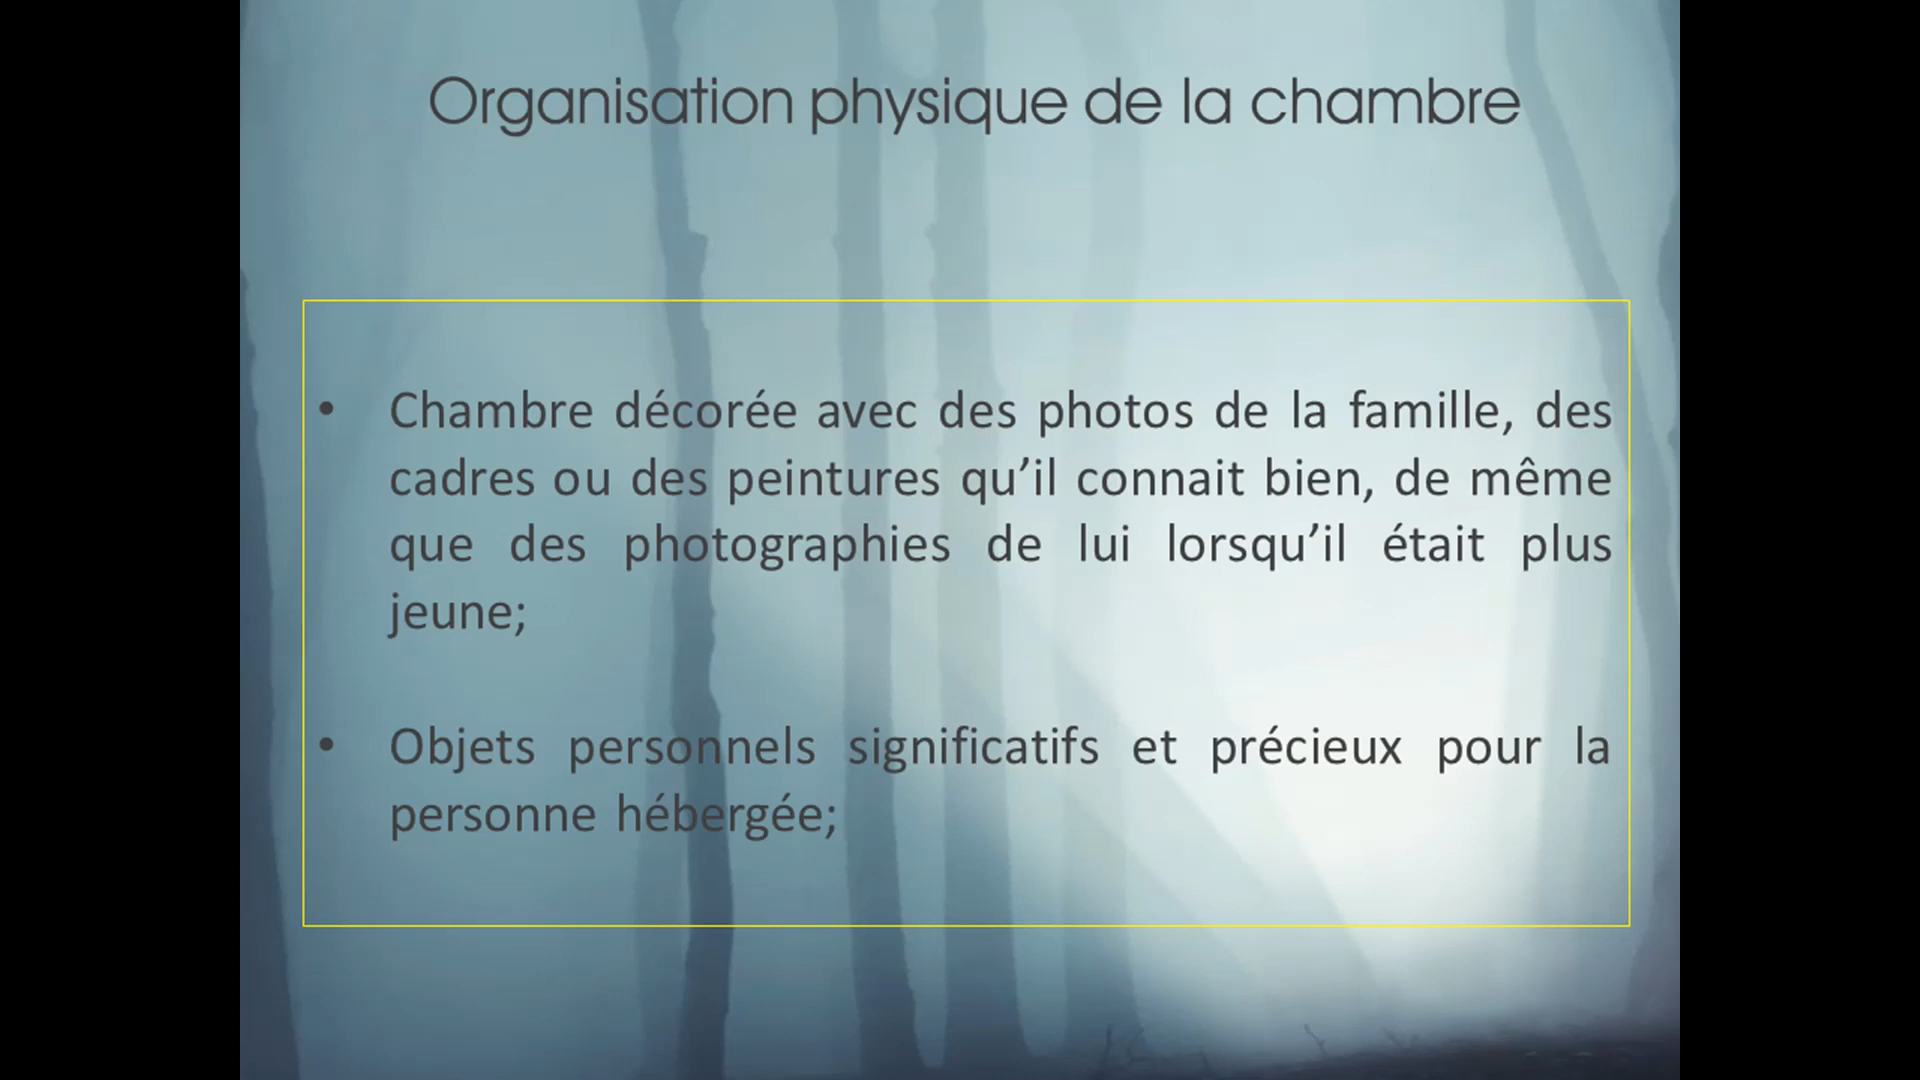 Organisation physique de la chambre
• Chambre décorée avec des photos de la famille, des
cadres ou des peintures qu’il connait bien, de même
que des photographies de lui lorsqu’il était plus
jeune;
• Objets personnels significatifs et précieux pour la
personne hébergée;